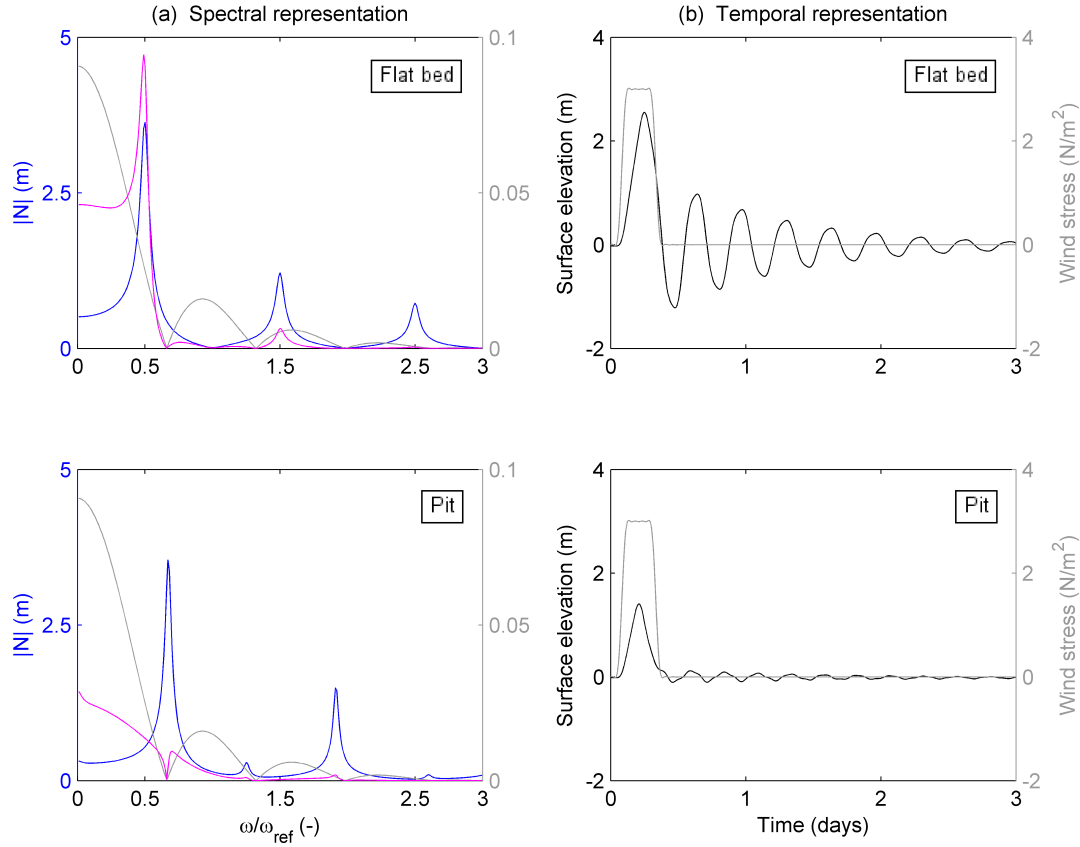 (a) Spectral representation
(b) Temporal representation
5
2.5
0
|N| (m)
0.1
0.05
0
Flat bed
0 0.5 1.5 2.5 3
4
2
0
-2
Surface elevation (m)
4
2
0
-2
Wind stress (N/m²)
Flat bed
0 1 2 3
5
2.5
0
|N| (m)
0.1
0.05
0
Pit
0 0.5 1.5 2.5 3
ω/ω_ref (-)
4
2
0
-2
Surface elevation (m)
4
2
0
-2
Wind stress (N/m²)
Pit
0 1 2 3
Time (days)